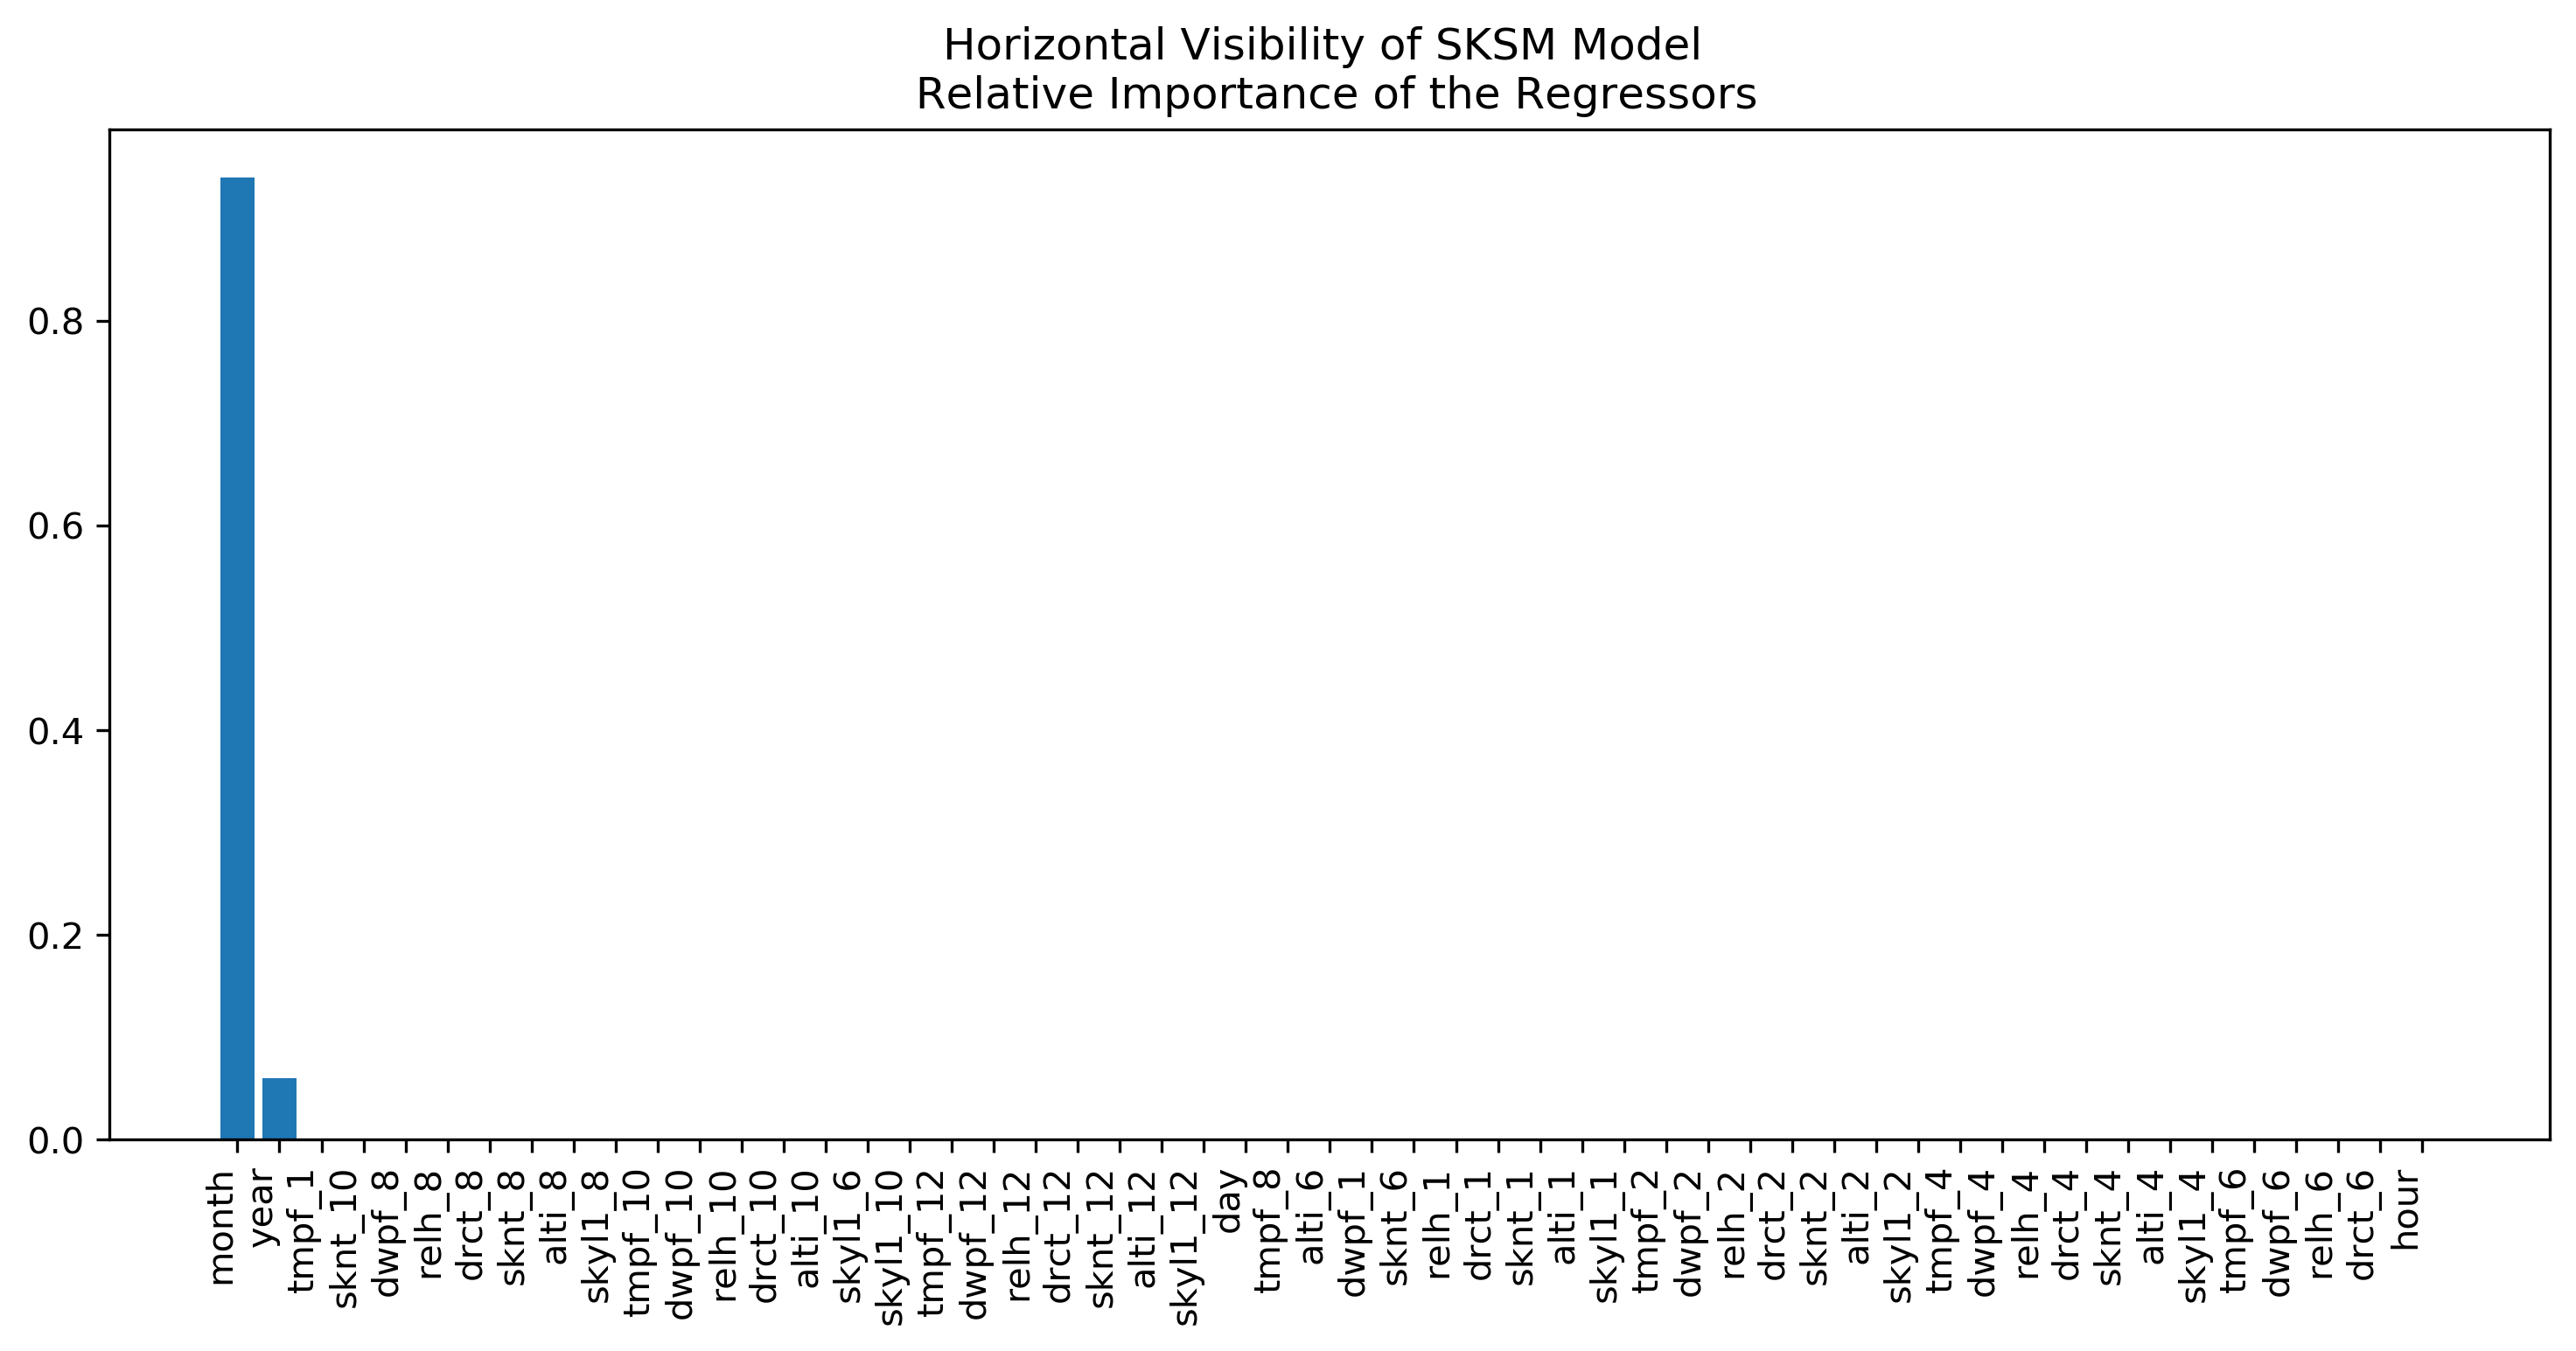 Horizontal Visibility of SKSM Model
Relative Importance of the Regressors
0.8
0.6
0.4
0.2
0.0
month
year
tmpf_1
sknt_10
dwpf_8
relh_8
drct_8
sknt_8
alti_8
skyl1_8
tmpf_10
dwpf_10
relh_10
drct_10
alti_10
skyl1_6
skyl1_10
tmpf_12
dwpf_12
relh_12
drct_12
sknt_12
alti_12
skyl1_12
day
tmpf_8
alti_6
dwpf_1
sknt_6
relh_1
drct_1
sknt_1
alti_1
skyl1_1
tmpf_2
dwpf_2
relh_2
drct_2
sknt_2
alti_2
skyl1_2
tmpf_4
dwpf_4
relh_4
drct_4
sknt_4
alti_4
skyl1_4
tmpf_6
dwpf_6
relh_6
drct_6
hour